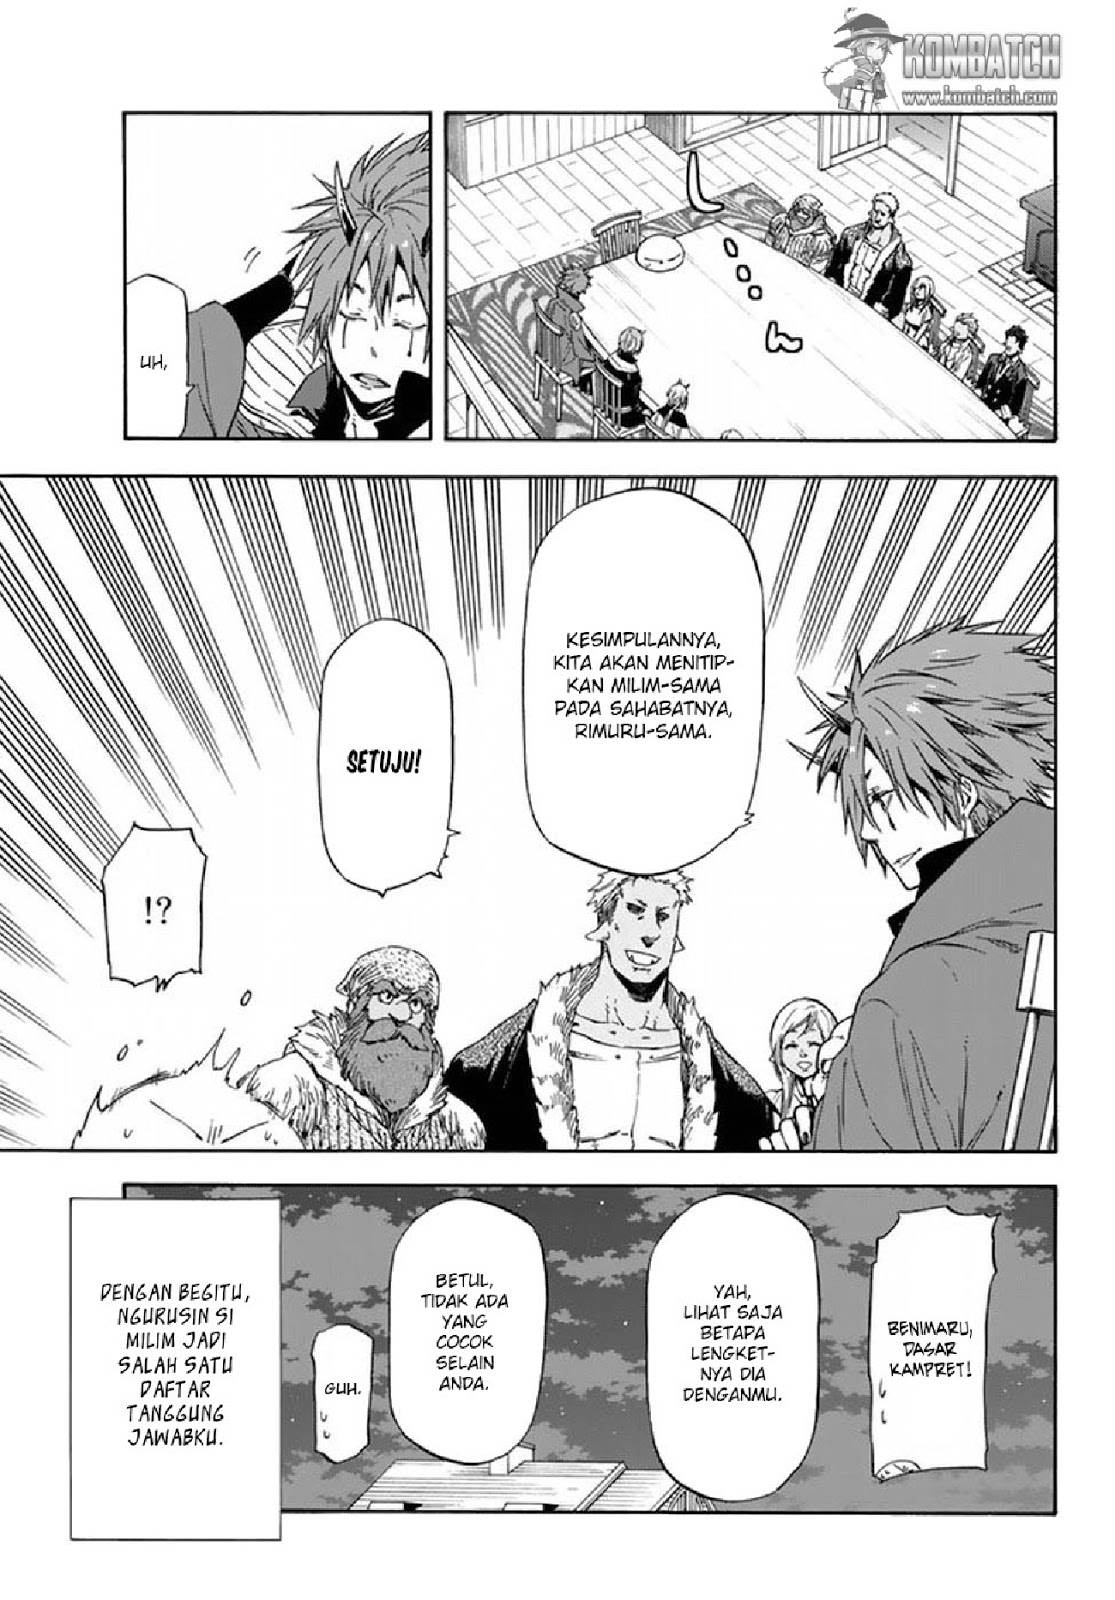 KOMBATCH
www.kombatch.com
し
・・・・
ん
UH,
KESIMPULANNYA,
KITA AKAN MENITIP-
KAN MILIM-SAMA
PADA SAHABATNYA,
RIMURU-SAMA.
SETUJU!
!?
BENIMARU,
DASAR
KAMPRET!
YAH,
LIHAT SAJA
BETAPA
LENGKET-
NYA DIA
DENGANMU.
BETUL,
TIDAK ADA
YANG
COCOK
SELAIN
ANDA.
GUH.
DENGAN BEGITU,
NGURUSIN SI
MILIM JADI
SALAH SATU
DAFTAR
TANGGUNG
JAWABKU.